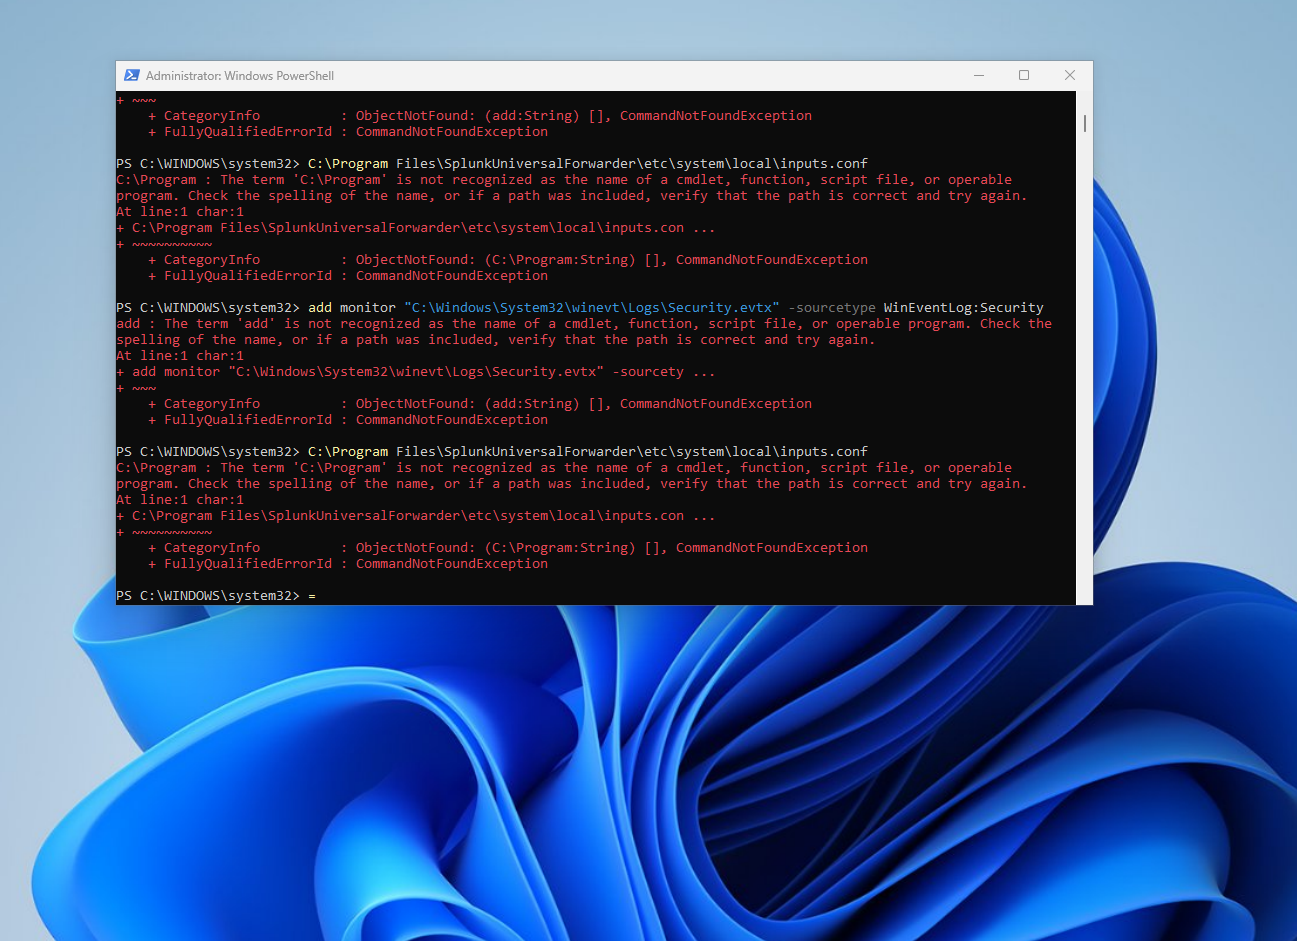 Administrator: Windows PowerShell
+ ~~~
    + CategoryInfo          : ObjectNotFound: (add:String) [], CommandNotFoundException
    + FullyQualifiedErrorId : CommandNotFoundException
PS C:\WINDOWS\system32> C:\Program Files\SplunkUniversalForwarder\etc\system\local\inputs.conf
C:\Program : The term 'C:\Program' is not recognized as the name of a cmdlet, function, script file, or operable
program. Check the spelling of the name, or if a path was included, verify that the path is correct and try again.
At line:1 char:1
+ C:\Program Files\SplunkUniversalForwarder\etc\system\local\inputs.con ...
+ ~~~~~~~~~~
    + CategoryInfo          : ObjectNotFound: (C:\Program:String) [], CommandNotFoundException
    + FullyQualifiedErrorId : CommandNotFoundException
PS C:\WINDOWS\system32> add monitor "C:\Windows\System32\winevt\Logs\Security.evtx" -sourcetype WinEventLog:Security
add : The term 'add' is not recognized as the name of a cmdlet, function, script file, or operable program. Check the
spelling of the name, or if a path was included, verify that the path is correct and try again.
At line:1 char:1
+ add monitor "C:\Windows\System32\winevt\Logs\Security.evtx" -sourcety ...
+ ~~~
    + CategoryInfo          : ObjectNotFound: (add:String) [], CommandNotFoundException
    + FullyQualifiedErrorId : CommandNotFoundException
PS C:\WINDOWS\system32> C:\Program Files\SplunkUniversalForwarder\etc\system\local\inputs.conf
C:\Program : The term 'C:\Program' is not recognized as the name of a cmdlet, function, script file, or operable
program. Check the spelling of the name, or if a path was included, verify that the path is correct and try again.
At line:1 char:1
+ C:\Program Files\SplunkUniversalForwarder\etc\system\local\inputs.con ...
+ ~~~~~~~~~~
    + CategoryInfo          : ObjectNotFound: (C:\Program:String) [], CommandNotFoundException
    + FullyQualifiedErrorId : CommandNotFoundException
PS C:\WINDOWS\system32> =